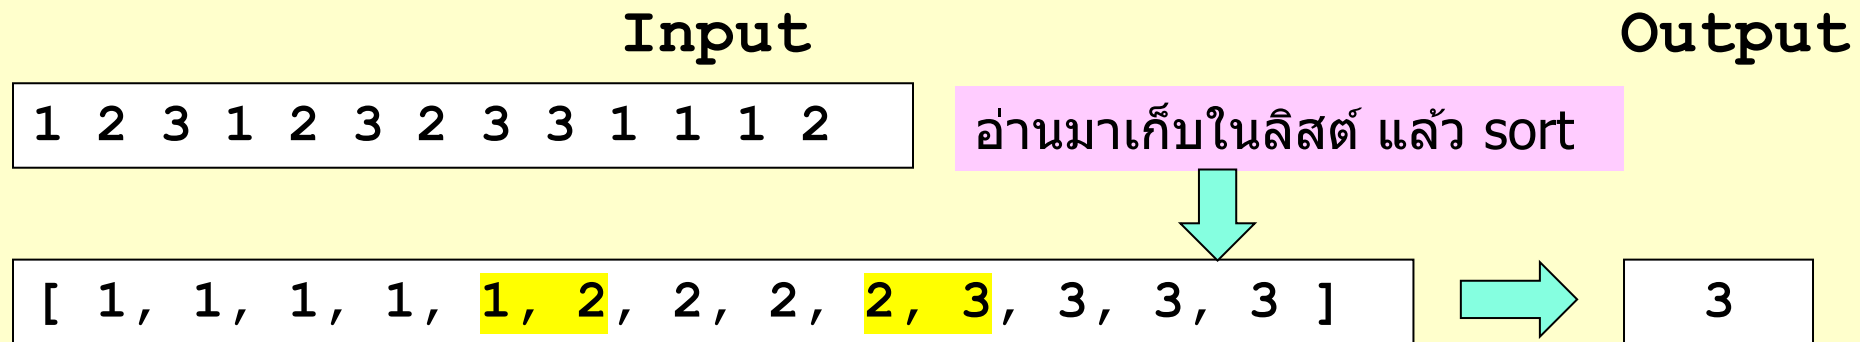 Input Output
1 2 3 1 2 3 2 3 3 1 1 1 2
อ่านมาเก็บในลิสต์ แล้ว sort
[ 1, 1, 1, 1, 1, 2, 2, 2, 2, 3, 3, 3, 3 ]
3